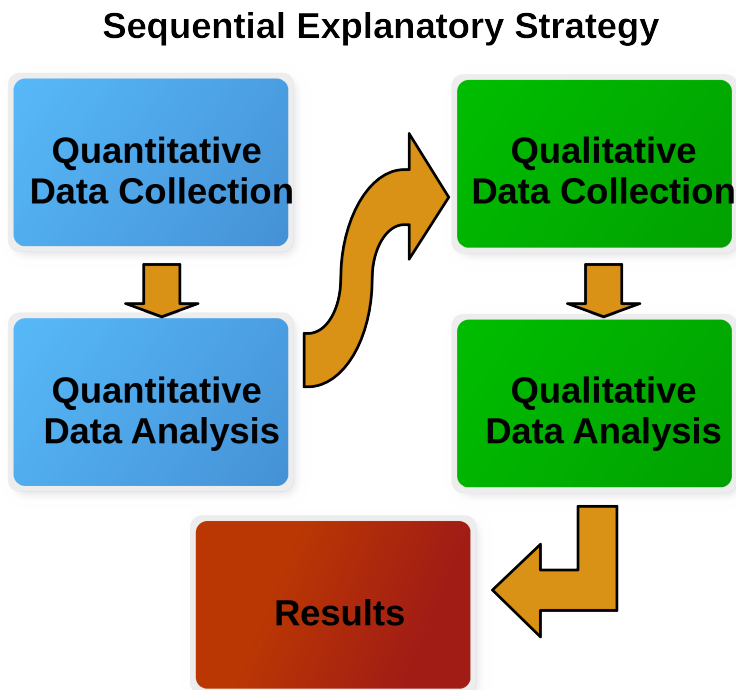 Sequential Explanatory Strategy
Quantitative
Data Collection
Quantitative
Data Analysis
Qualitative
Data Collection
Qualitative
Data Analysis
Results